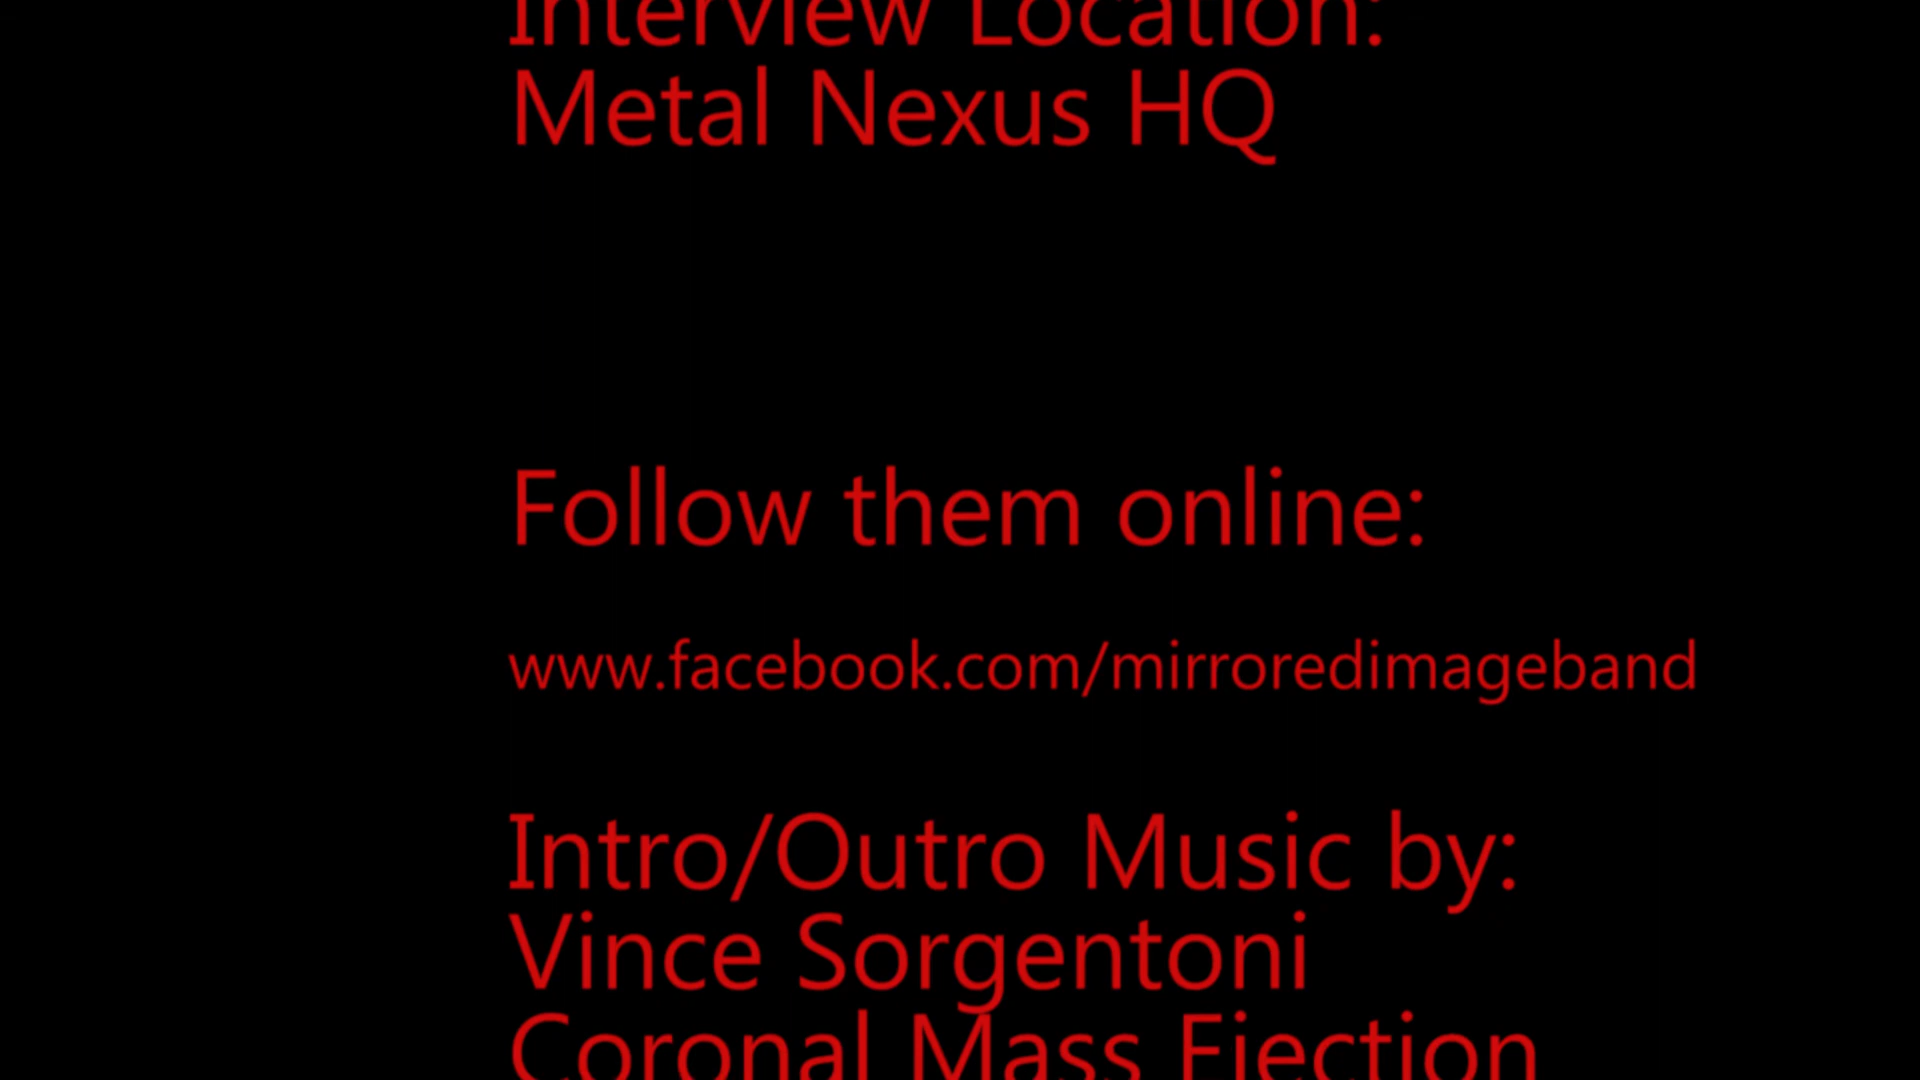 Interview Location:
Metal Nexus HQ
Follow them online:
www.facebook.com/mirroredimageband
Intro/Outro Music by:
Vince Sorgentoni
Coronal Mass Ejection